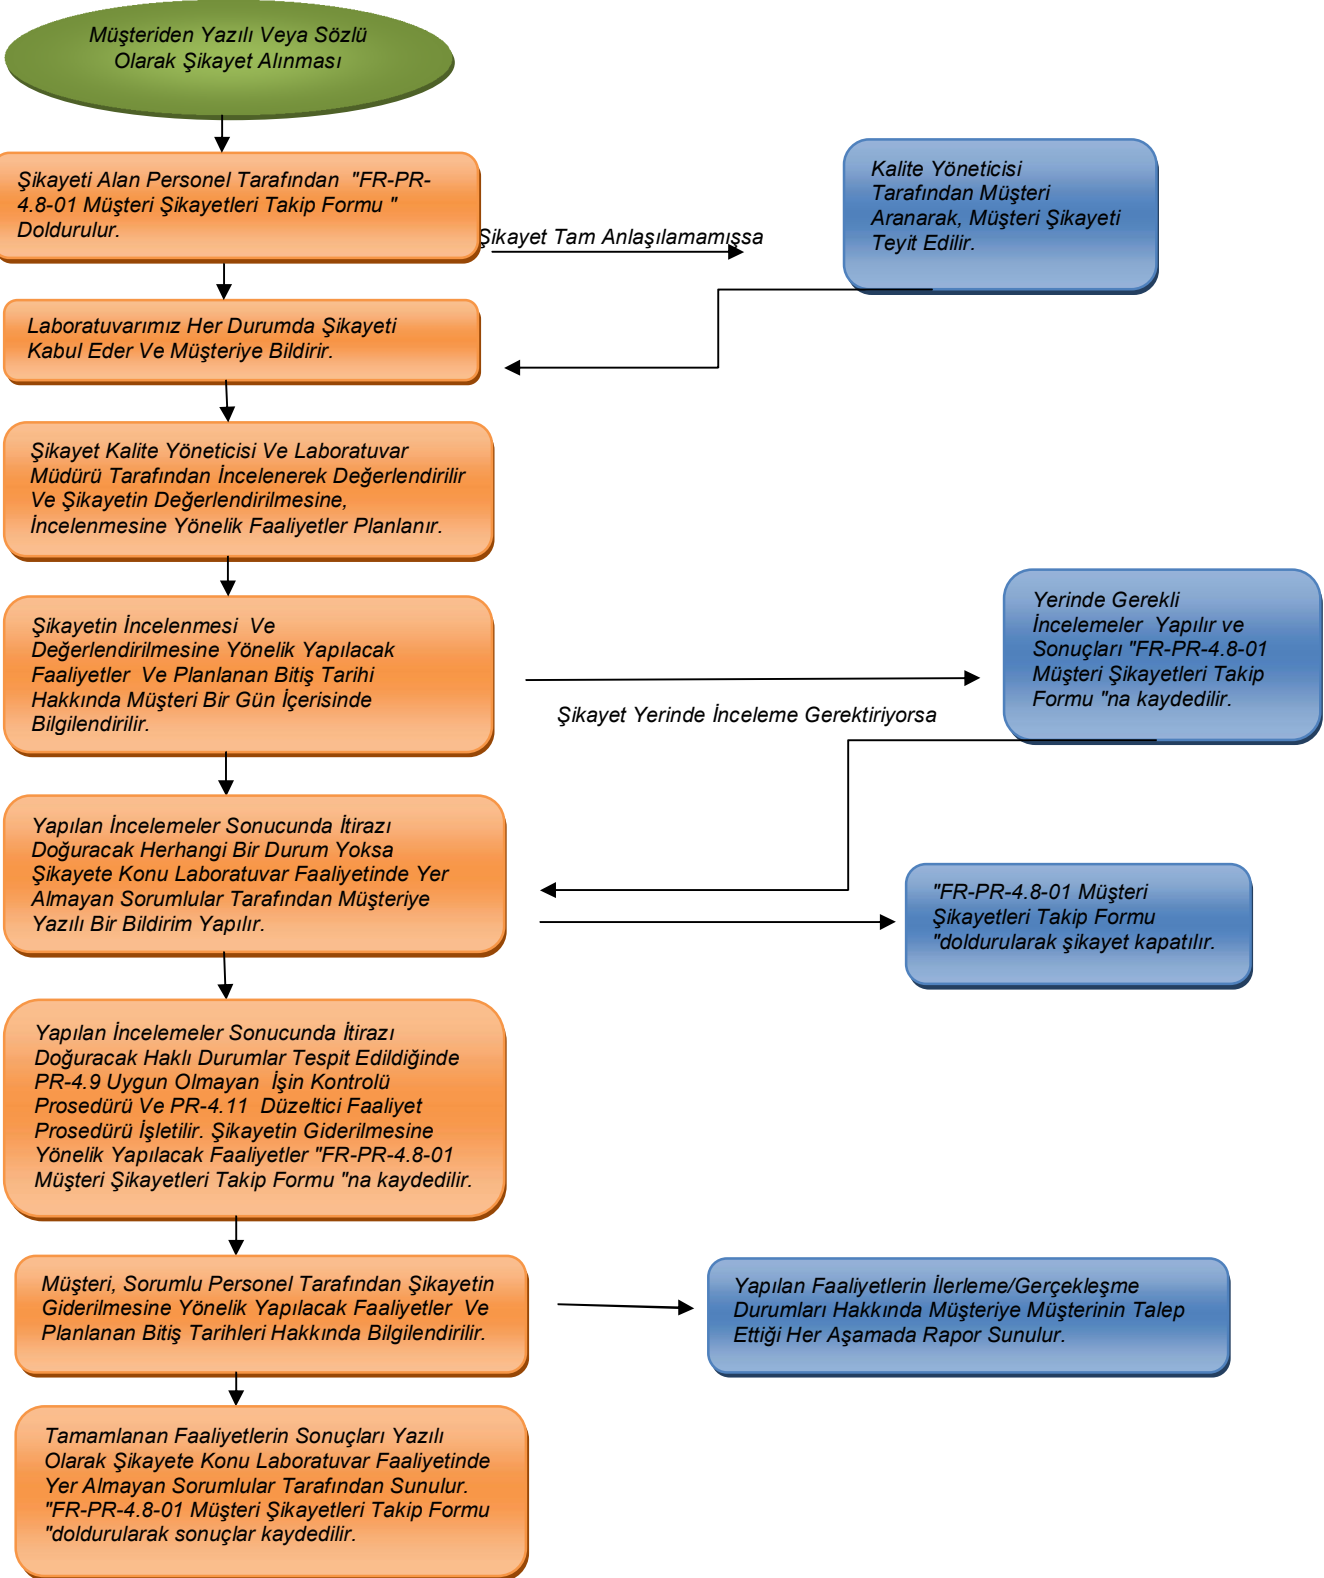 Müşteriden Yazılı Veya Sözlü
Olarak Şikayet Alınması
Şikayeti Alan Personel Tarafından "FR-PR-
4.8-01 Müşteri Şikayetleri Takip Formu "
Doldurulur.
Şikayet Tam Anlaşılamamışsa
Kalite Yöneticisi
Tarafından Müşteri
Aranarak, Müşteri Şikayeti
Teyit Edilir.
Laboratuvarımız Her Durumda Şikayeti
Kabul Eder Ve Müşteriye Bildirir.
Şikayet Kalite Yöneticisi Ve Laboratuvar
Müdürü Tarafından İncelenerek Değerlendirilir
Ve Şikayetin Değerlendirilmesine,
İncelenmesine Yönelik Faaliyetler Planlanır.
Şikayetin İncelenmesi Ve
Değerlendirilmesine Yönelik Yapılacak
Faaliyetler Ve Planlanan Bitiş Tarihi
Hakkında Müşteri Bir Gün İçerisinde
Bilgilendirilir.
Şikayet Yerinde İnceleme Gerektiriyorsa
Yerinde Gerekli
İncelemeler Yapılır ve
Sonuçları "FR-PR-4.8-01
Müşteri Şikayetleri Takip
Formu "na kaydedilir.
Yapılan İncelemeler Sonucunda İtirazı
Doğuracak Herhangi Bir Durum Yoksa
Şikayete Konu Laboratuvar Faaliyetinde Yer
Almayan Sorumlular Tarafından Müşteriye
Yazılı Bir Bildirim Yapılır.
"FR-PR-4.8-01 Müşteri
Şikayetleri Takip Formu
"doldurularak şikayet kapatılır.
Yapılan İncelemeler Sonucunda İtirazı
Doğuracak Haklı Durumlar Tespit Edildiğinde
PR-4.9 Uygun Olmayan İşin Kontrolü
Prosedürü Ve PR-4.11 Düzeltici Faaliyet
Prosedürü İşletilir. Şikayetin Giderilmesine
Yönelik Yapılacak Faaliyetler "FR-PR-4.8-01
Müşteri Şikayetleri Takip Formu "na kaydedilir.
Müşteri, Sorumlu Personel Tarafından Şikayetin
Giderilmesine Yönelik Yapılacak Faaliyetler Ve
Planlanan Bitiş Tarihleri Hakkında Bilgilendirilir.
Yapılan Faaliyetlerin İlerleme/Gerçekleşme
Durumları Hakkında Müşteriye Müşterinin Talep
Ettiği Her Aşamada Rapor Sunulur.
Tamamlanan Faaliyetlerin Sonuçları Yazılı
Olarak Şikayete Konu Laboratuvar Faaliyetinde
Yer Almayan Sorumlular Tarafından Sunulur.
"FR-PR-4.8-01 Müşteri Şikayetleri Takip Formu
"doldurularak sonuçlar kaydedilir.